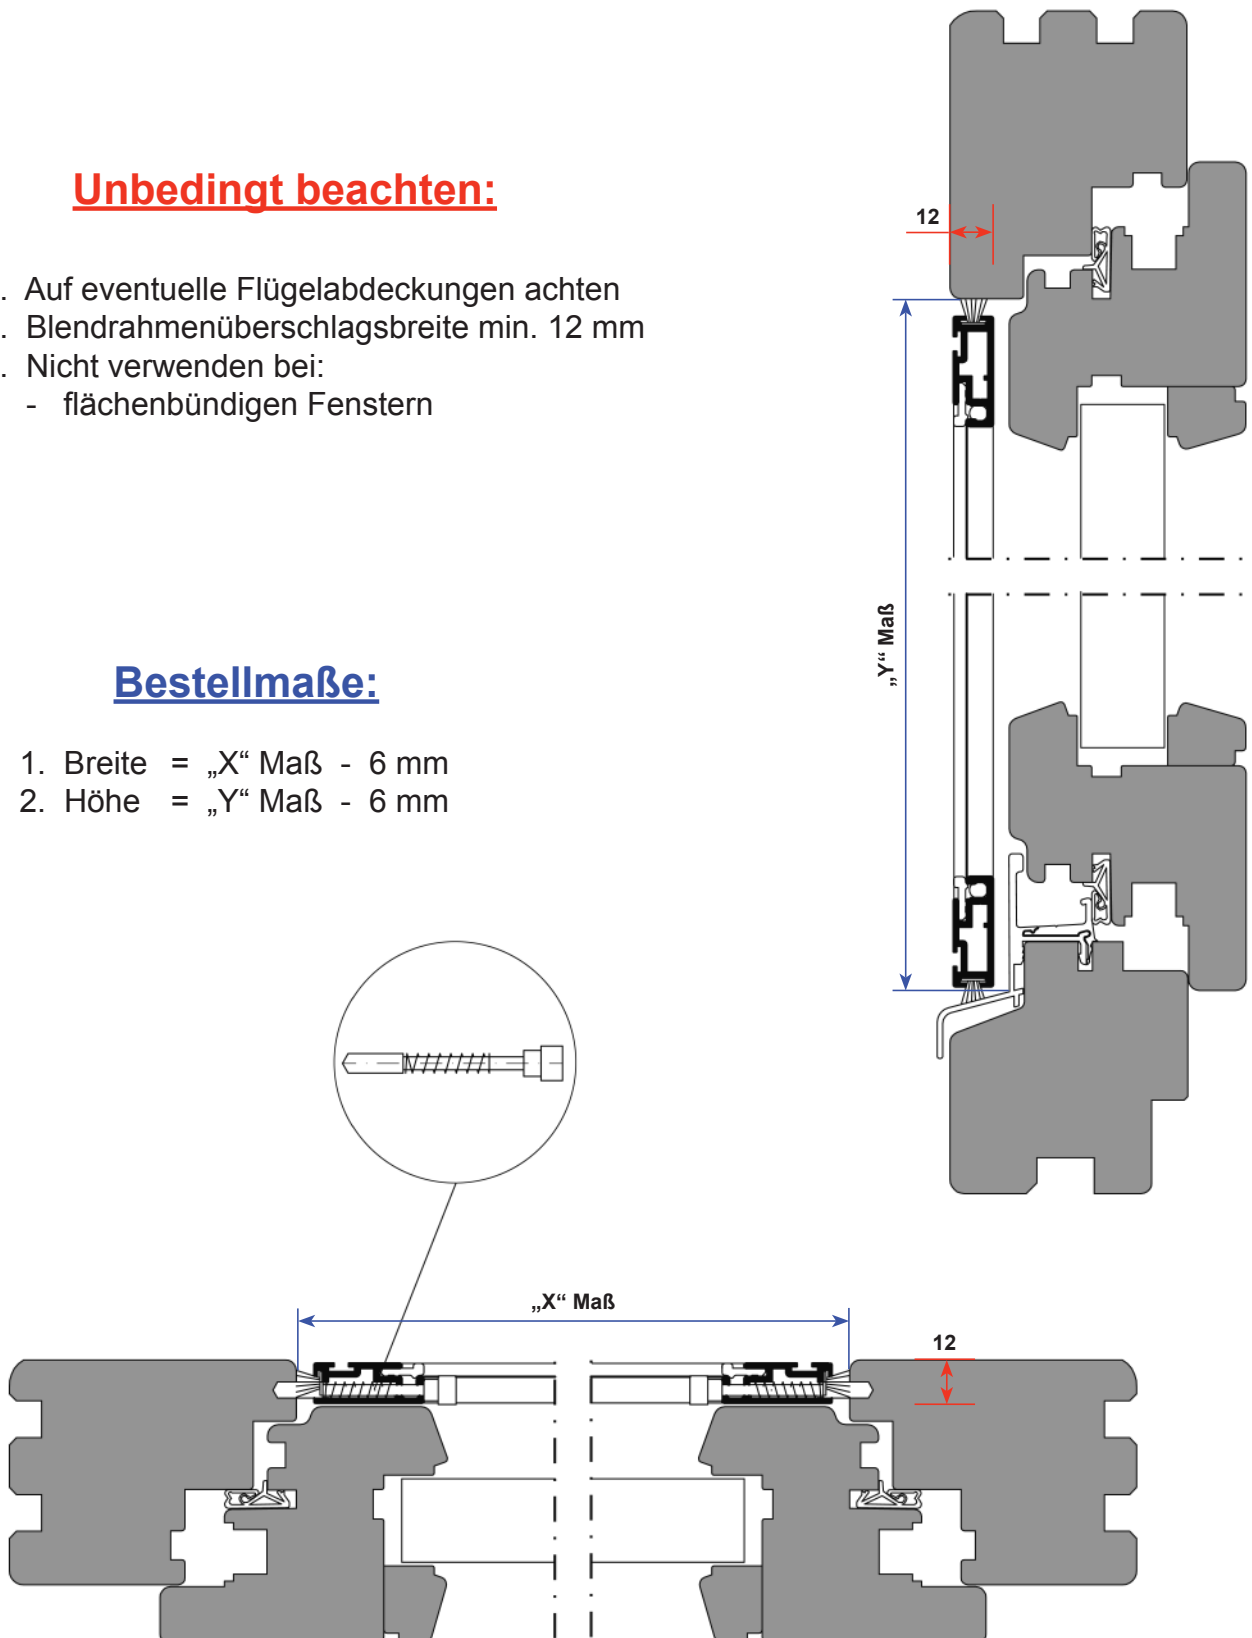 Unbedingt beachten:
. Auf eventuelle Flügelabdeckungen achten
. Blendrahmenüberschlagsbreite min. 12 mm
. Nicht verwenden bei:
- flächenbündigen Fenstern
12
„Y“ Maß
Bestellmaße:
1. Breite = „X“ Maß - 6 mm
2. Höhe = „Y“ Maß - 6 mm
„X“ Maß
12